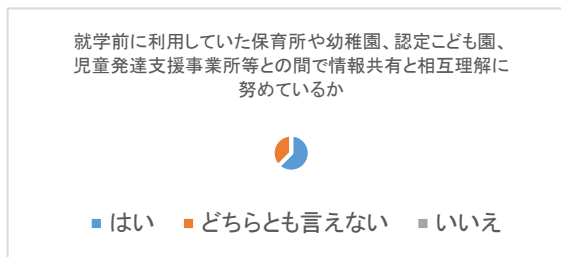 就学前に利用していた保育所や幼稚園、認定こども園、
児童発達支援事業所等との間で情報共有と相互理解に
努めているか
はい どちらとも言えない いいえ